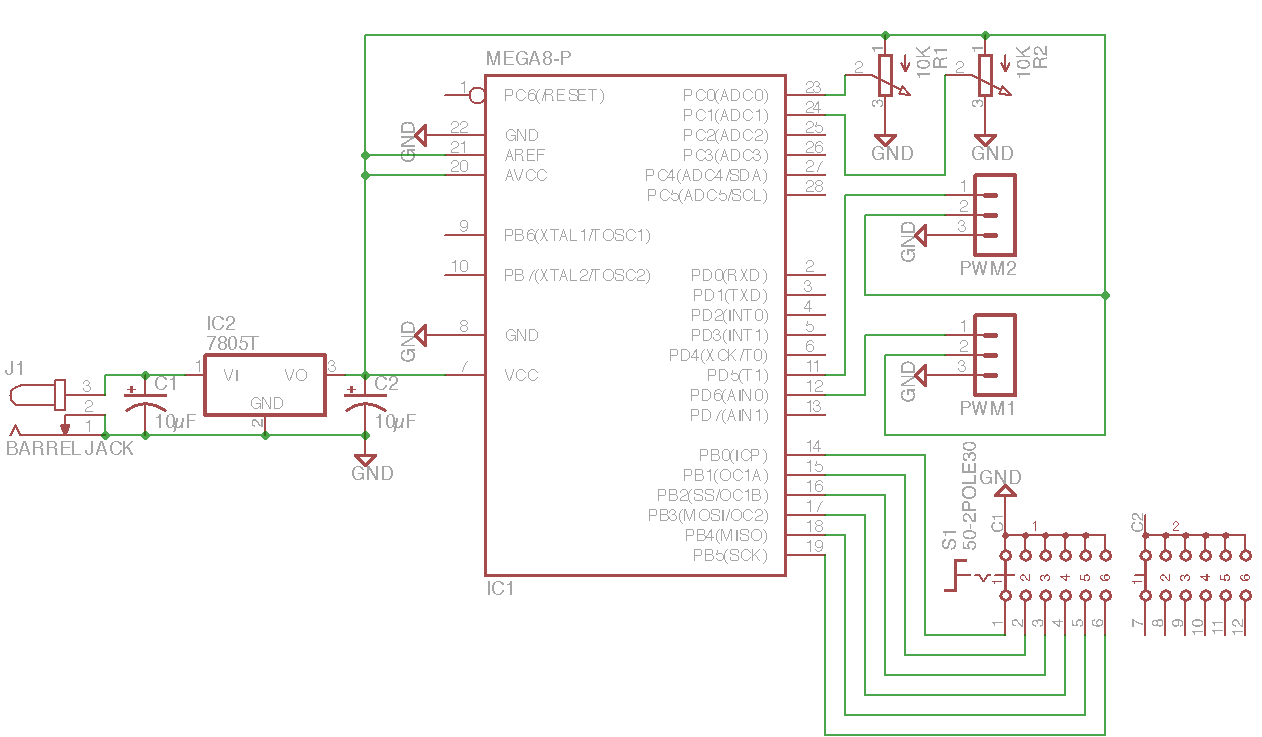 MEGA8-P
1 PC6(/RESET)
22 GND
GND
21 AREF
20 AVCC
9 PB6(XTAL1/TOSC1)
10 PB7(XTAL2/TOSC2)
8 GND
GND
7 VCC
PC0(ADC0) 23
PC1(ADC1) 24
PC2(ADC2) 25
PC3(ADC3) 26
PC4(ADC4/SDA) 27
PC5(ADC5/SCL) 28
PD0(RXD) 2
PD1(TXD) 3
PD2(INT0) 4
PD3(INT1) 5
PD4(XCK/T0) 6
PD5(T1) 11
PD6(AIN0) 12
PD7(AIN1) 13
PB0(ICP) 14
PB1(OC1A) 15
PB2(SS/OC1B) 16
PB3(MOSI/OC2) 17
PB4(MISO) 18
PB5(SCK) 19
IC1
1
2
3
10K
R1
GND
1
2
3
10K
R2
GND
1
2
3
GND
PWM2
1
2
3
GND
PWM1
IC2
7805T
1 VI VO 3
GND
2
J1
3
2
1
BARRELJACK
+ C1
10µF
+ C2
10µF
GND
S1
50-2POLE30
GND
C1 1
1 2 3 4 5 6
1 2 3 4 5 6
C2 2
1 2 3 4 5 6
7 8 9 10 11 12